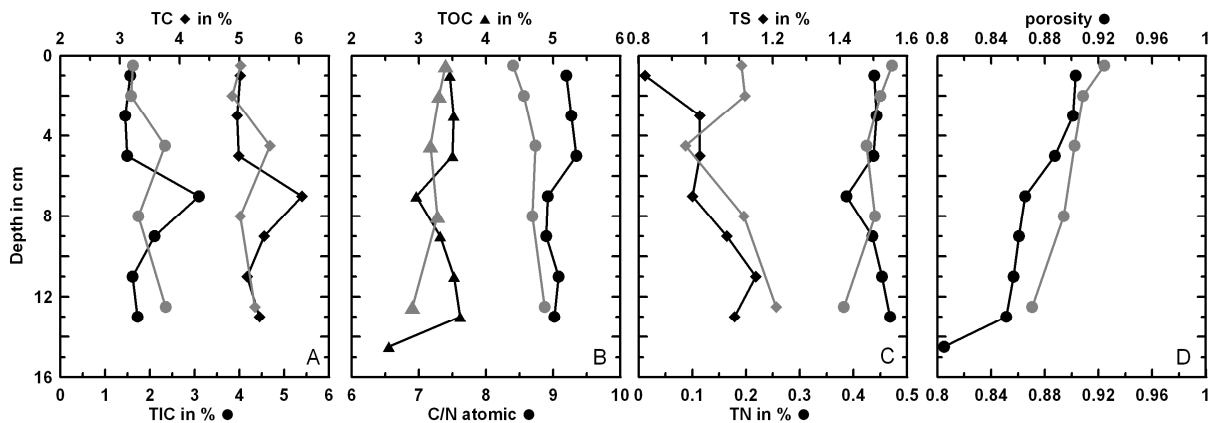 TC ◆ in %
2 3 4 5 6
TOC ▲ in %
2 3 4 5 6
TS ◆ in %
0.8 1 1.2 1.4 1.6
porosity ●
0.8 0.84 0.88 0.92 0.96 1
Depth in cm
0
4
8
12
16
A
B
C
D
0 1 2 3 4 5 6
TIC in % ●
6 7 8 9 10
C/N atomic ●
0 0.1 0.2 0.3 0.4 0.5
TN in % ●
0.8 0.84 0.88 0.92 0.96 1